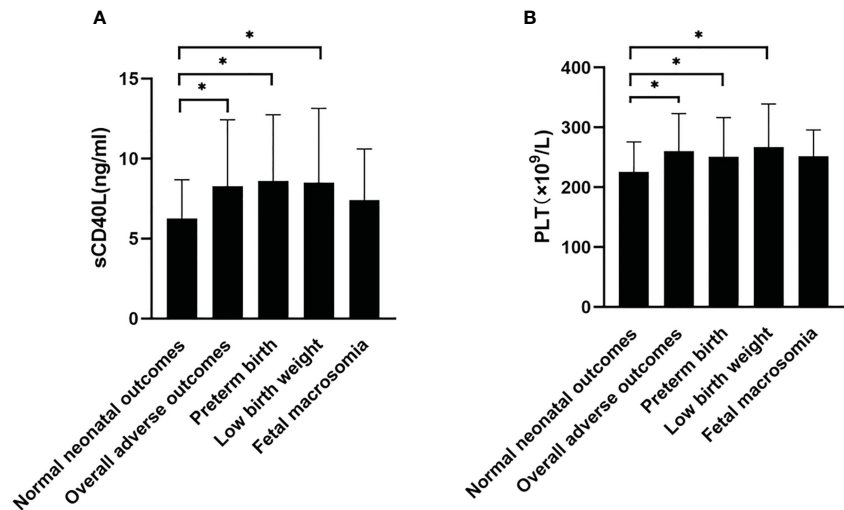 A
*
*
*
sCD40L(ng/ml)
15
10
5
0
Normal neonatal outcomes
Overall adverse outcomes
Preterm birth
Low birth weight
Fetal macrosomia
B
*
*
*
PLT(×10⁹/L)
400
300
200
100
0
Normal neonatal outcomes
Overall adverse outcomes
Preterm birth
Low birth weight
Fetal macrosomia